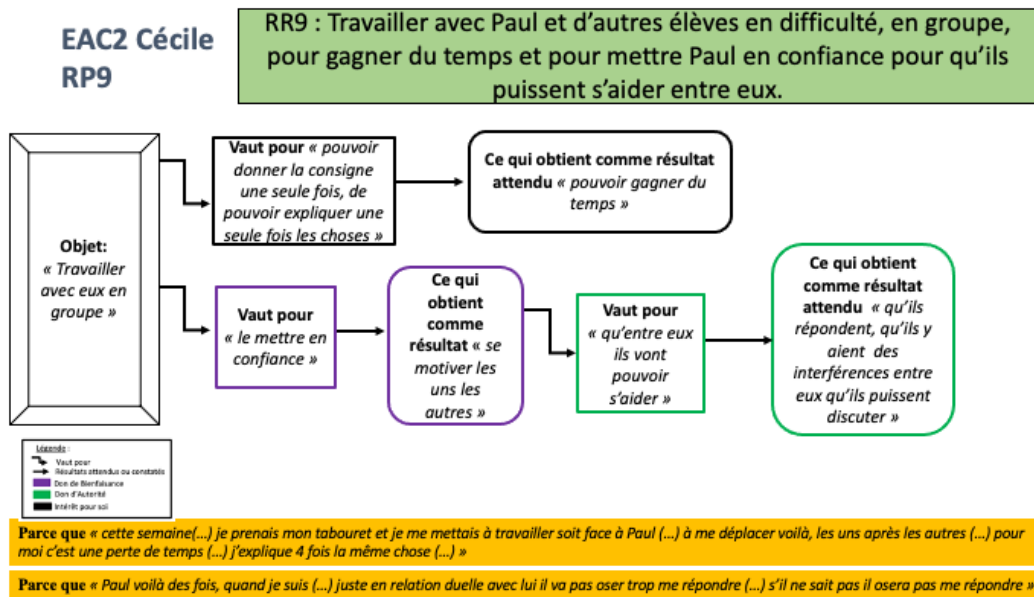 EAC2 Cécile
RP9
RR9 : Travailler avec Paul et d'autres élèves en difficulté, en groupe,
pour gagner du temps et pour mettre Paul en confiance pour qu'ils
puissent s'aider entre eux.
Objet:
« Travailler
avec eux en
groupe »
Vaut pour « pouvoir
donner la consigne
une seule fois, de
pouvoir expliquer une
seule fois les choses »
Ce qui obtient comme résultat
attendu « pouvoir gagner du
temps »
Vaut pour
« le mettre en
confiance »
Ce qui
obtient
comme
résultat « se
motiver les
uns les
autres »
Vaut pour
« qu'entre eux
ils vont
pouvoir
s'aider »
Ce qui obtient
comme résultat
attendu « qu'ils
répondent, qu'ils y
aient des
interférences entre
eux qu'ils puissent
discuter »
Légende :
Vaut pour
Résultats attendus ou constatés
Don de Bienfaisance
Don d'Autorité
Intérêt pour soi
Parce que « cette semaine(...) je prenais mon tabouret et je me mettais à travailler soit face à Paul (...) à me déplacer voilà, les uns après les autres (...) pour
moi c'est une perte de temps (...) j'explique 4 fois la même chose (...) »
Parce que « Paul voilà des fois, quand je suis (...) juste en relation duelle avec lui il va pas oser trop me répondre (...) s'il ne sait pas il osera pas me répondre »